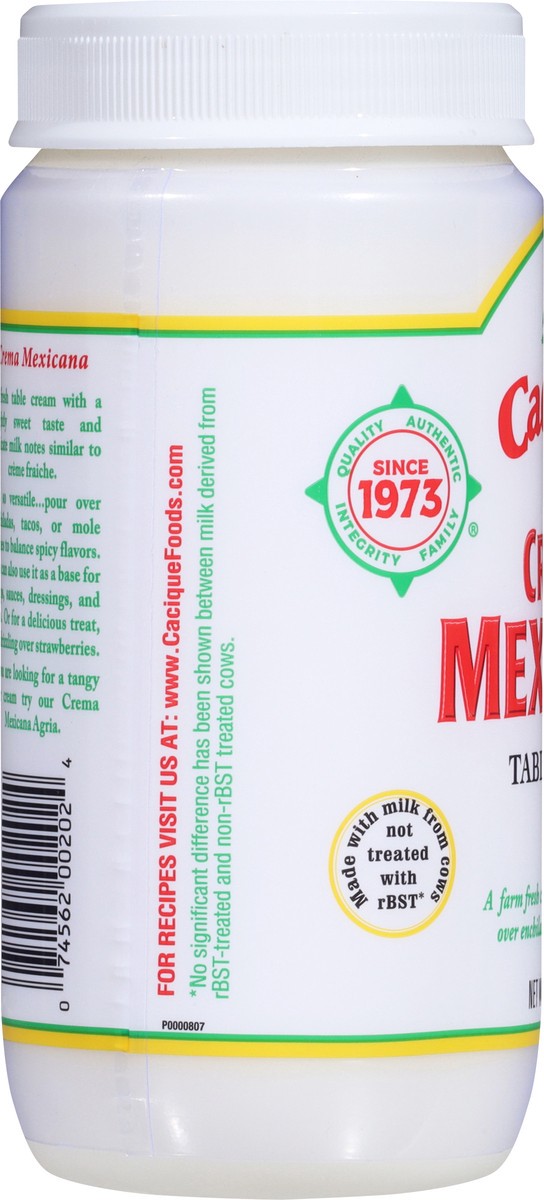 Crema Mexicana
table cream with a
sweet taste and
milk notes similar to
crème fraiche.
versatile...pour over
tacos, or mole
to balance spicy flavors.
also use it as a base for
sauces, dressings, and
Or for a delicious treat,
over strawberries.
are looking for a tangy
cream try our Crema
Mexicana Agria.
0 74562 00202 4
FOR RECIPES VISIT US AT: www.CaciqueFoods.com
*No significant difference has been shown between milk derived from
rBST-treated and non-rBST treated cows.
P0000807
QUALITY AUTHENTIC
SINCE
1973
INTEGRITY FAMILY
®
Made with milk from cows
not
treated
with
rBST*
Ca
CR
MEX
TABL
A farm fresh
over
NET